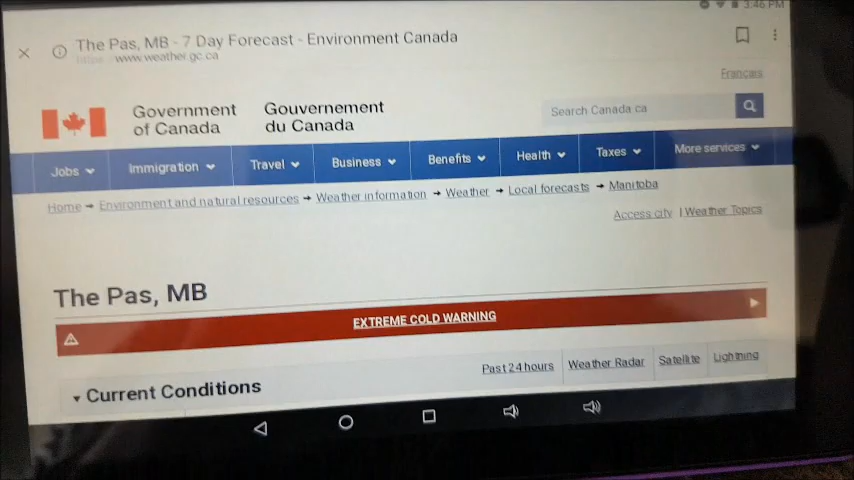 3:46 PM
The Pas, MB - 7 Day Forecast - Environment Canada
https://www.weather.gc.ca
Français
Government of Canada
Gouvernement du Canada
Search Canada.ca
Jobs Immigration Travel Business Benefits Health Taxes More services
Home → Environment and natural resources → Weather information → Weather → Local forecasts → Manitoba
Access city | Weather Topics
The Pas, MB
EXTREME COLD WARNING
Past 24 hours Weather Radar Satellite Lightning
Current Conditions